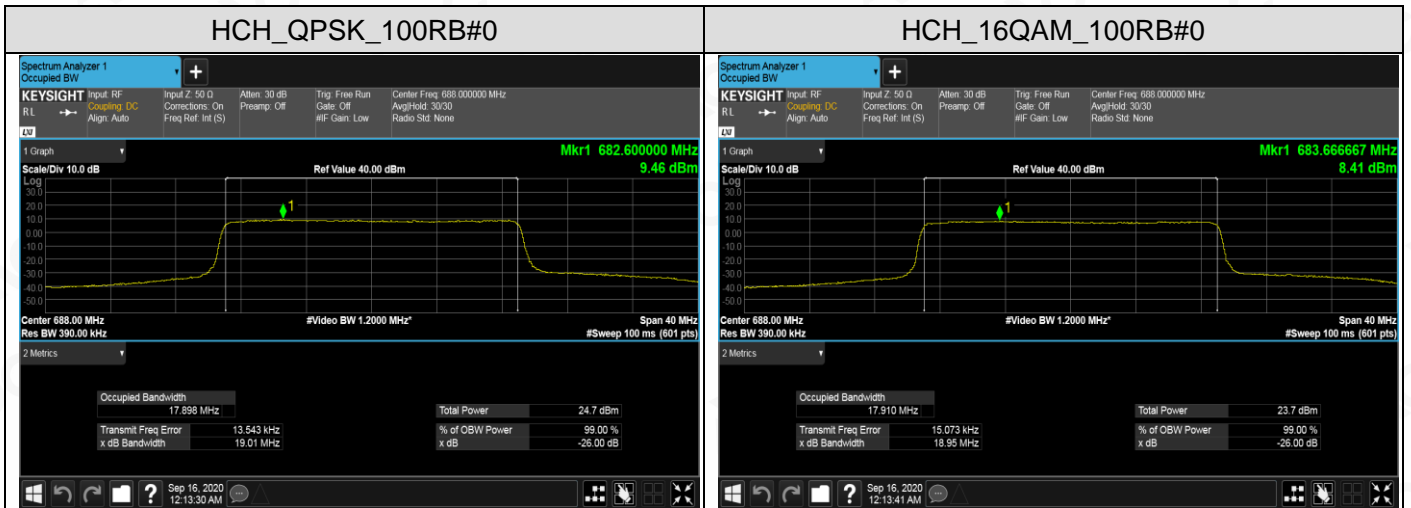 HCH_QPSK_100RB#0
Spectrum Analyzer 1
Occupied BW
+
KEYSIGHT
R L
LXI
Input: RF
Coupling: DC
Align: Auto
Input Z: 50 Ω
Corrections: On
Freq Ref: Int (S)
Atten: 30 dB
Preamp: Off
Trig: Free Run
Gate: Off
#IF Gain: Low
Center Freq: 688.000000 MHz
Avg|Hold: 30/30
Radio Std: None
1 Graph
Mkr1 682.600000 MHz
Scale/Div 10.0 dB
Ref Value 40.00 dBm
9.46 dBm
Log
30.0
20.0
1
10.0
0.00
-10.0
-20.0
-30.0
-40.0
-50.0
Center 688.00 MHz
#Video BW 1.2000 MHz*
Span 40 MHz
Res BW 390.00 kHz
#Sweep 100 ms (601 pts)
2 Metrics
Occupied Bandwidth
17.898 MHz
Total Power 24.7 dBm
Transmit Freq Error 13.543 kHz
% of OBW Power 99.00 %
x dB Bandwidth 19.01 MHz
x dB -26.00 dB
?
Sep 16, 2020
12:13:30 AM
HCH_16QAM_100RB#0
Spectrum Analyzer 1
Occupied BW
+
KEYSIGHT
R L
LXI
Input: RF
Coupling: DC
Align: Auto
Input Z: 50 Ω
Corrections: On
Freq Ref: Int (S)
Atten: 30 dB
Preamp: Off
Trig: Free Run
Gate: Off
#IF Gain: Low
Center Freq: 688.000000 MHz
Avg|Hold: 30/30
Radio Std: None
1 Graph
Mkr1 683.666667 MHz
Scale/Div 10.0 dB
Ref Value 40.00 dBm
8.41 dBm
Log
30.0
20.0
1
10.0
0.00
-10.0
-20.0
-30.0
-40.0
-50.0
Center 688.00 MHz
#Video BW 1.2000 MHz*
Span 40 MHz
Res BW 390.00 kHz
#Sweep 100 ms (601 pts)
2 Metrics
Occupied Bandwidth
17.910 MHz
Total Power 23.7 dBm
Transmit Freq Error 15.073 kHz
% of OBW Power 99.00 %
x dB Bandwidth 18.95 MHz
x dB -26.00 dB
?
Sep 16, 2020
12:13:41 AM